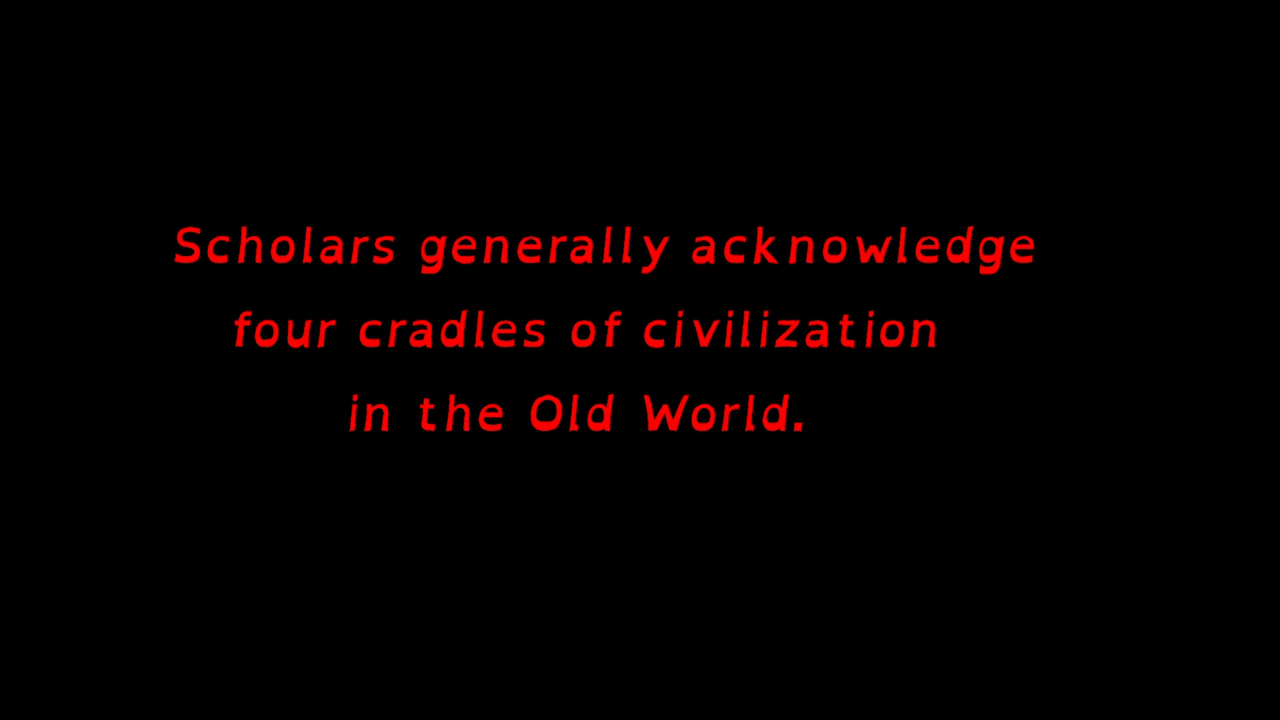 Scholars generally acknowledge
four cradles of civilization
in the Old World.